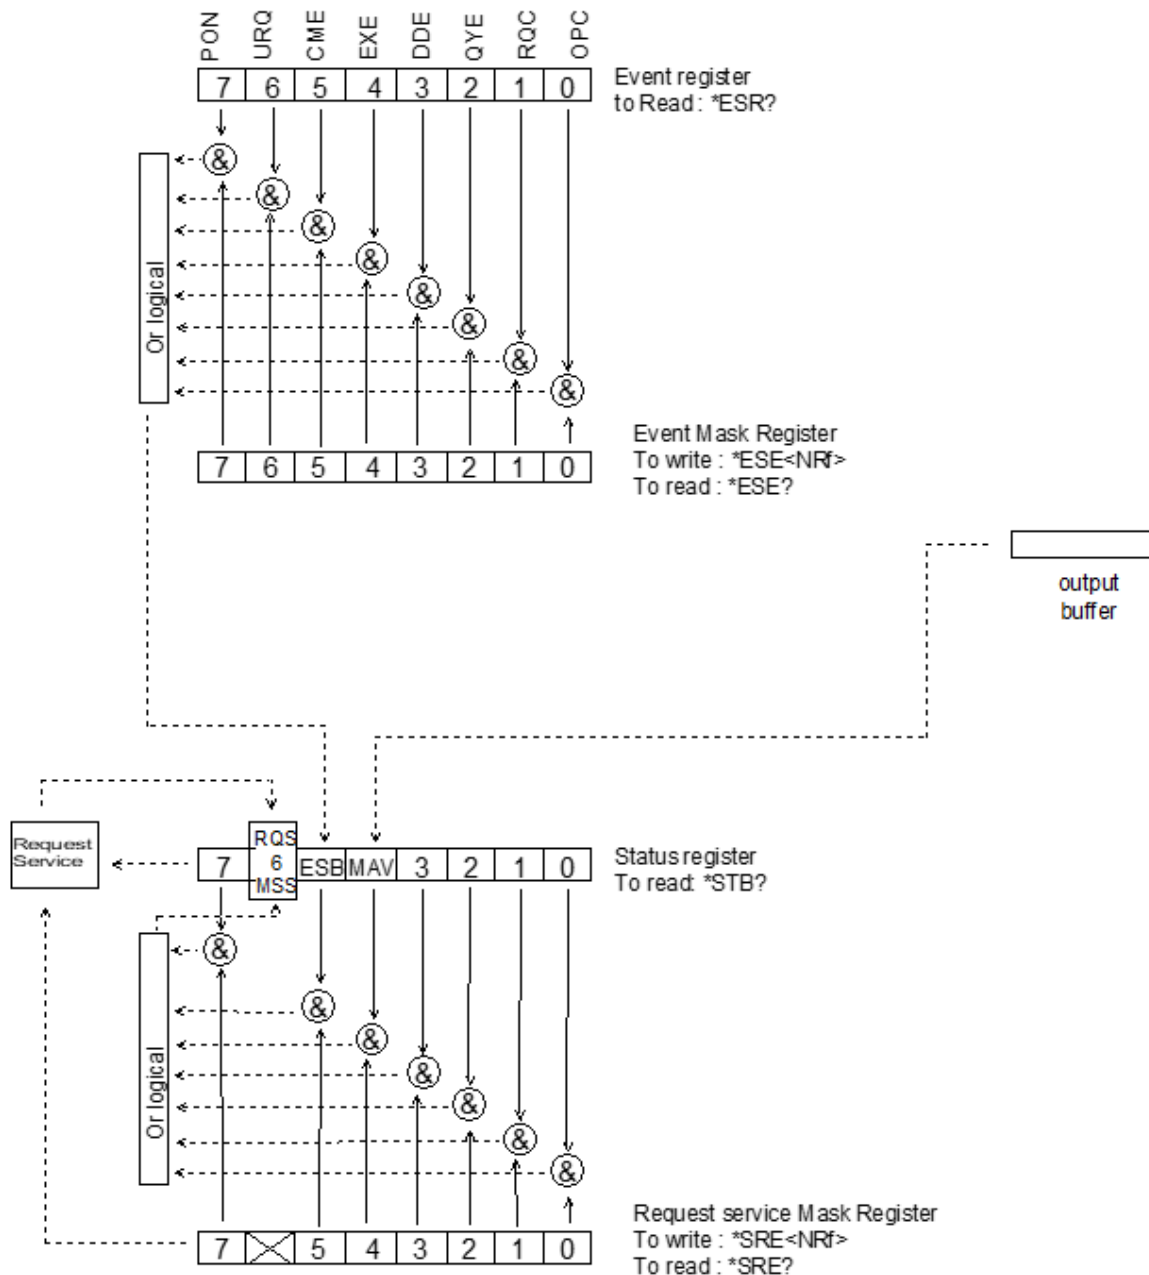 PON URQ CME EXE DDE QYE RQC OPC
7 6 5 4 3 2 1 0
Event register
to Read : *ESR?
&
&
&
&
&
&
&
&
Or logical
Event Mask Register
7 6 5 4 3 2 1 0
To write : *ESE<NRf>
To read : *ESE?
output
buffer
Request
Service
7 RQS 6 MSS ESB MAV 3 2 1 0
Status register
To read: *STB?
&
&
&
&
&
&
&
Or logical
7 5 4 3 2 1 0
Request service Mask Register
To write : *SRE<NRf>
To read : *SRE?